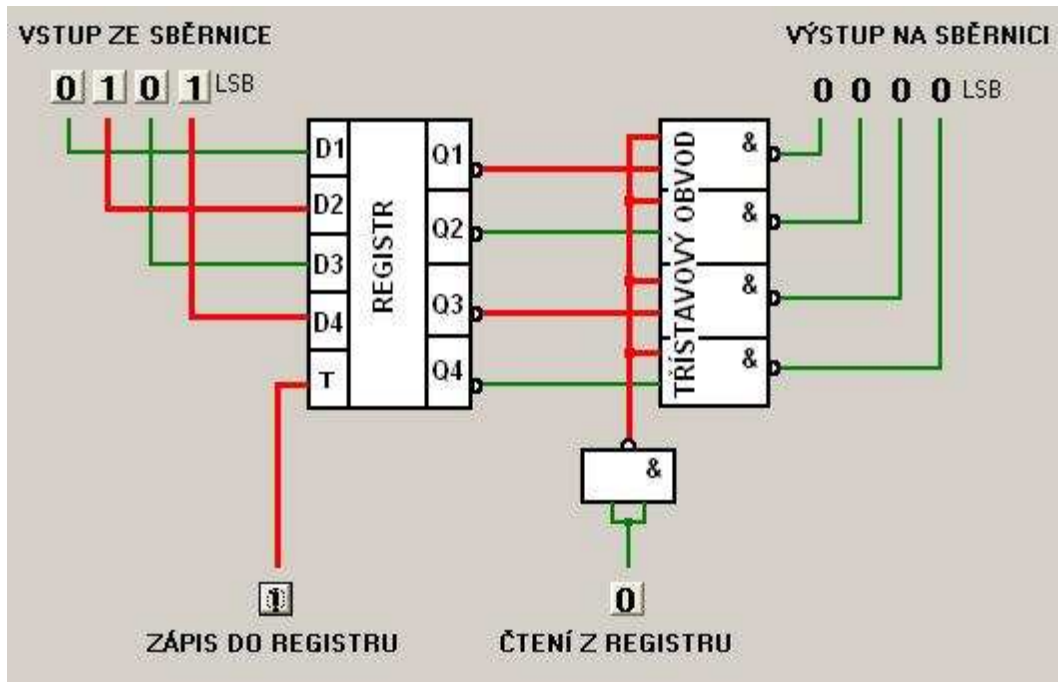 VSTUP ZE SBĚRNICE
VÝSTUP NA SBĚRNICI
0 1 0 1 LSB
0 0 0 0 LSB
D1
D2
D3
D4
T
REGISTR
Q1
Q2
Q3
Q4
TŘÍSTAVOVÝ OBVOD
&
&
&
&
&
1
0
ZÁPIS DO REGISTRU
ČTENÍ Z REGISTRU